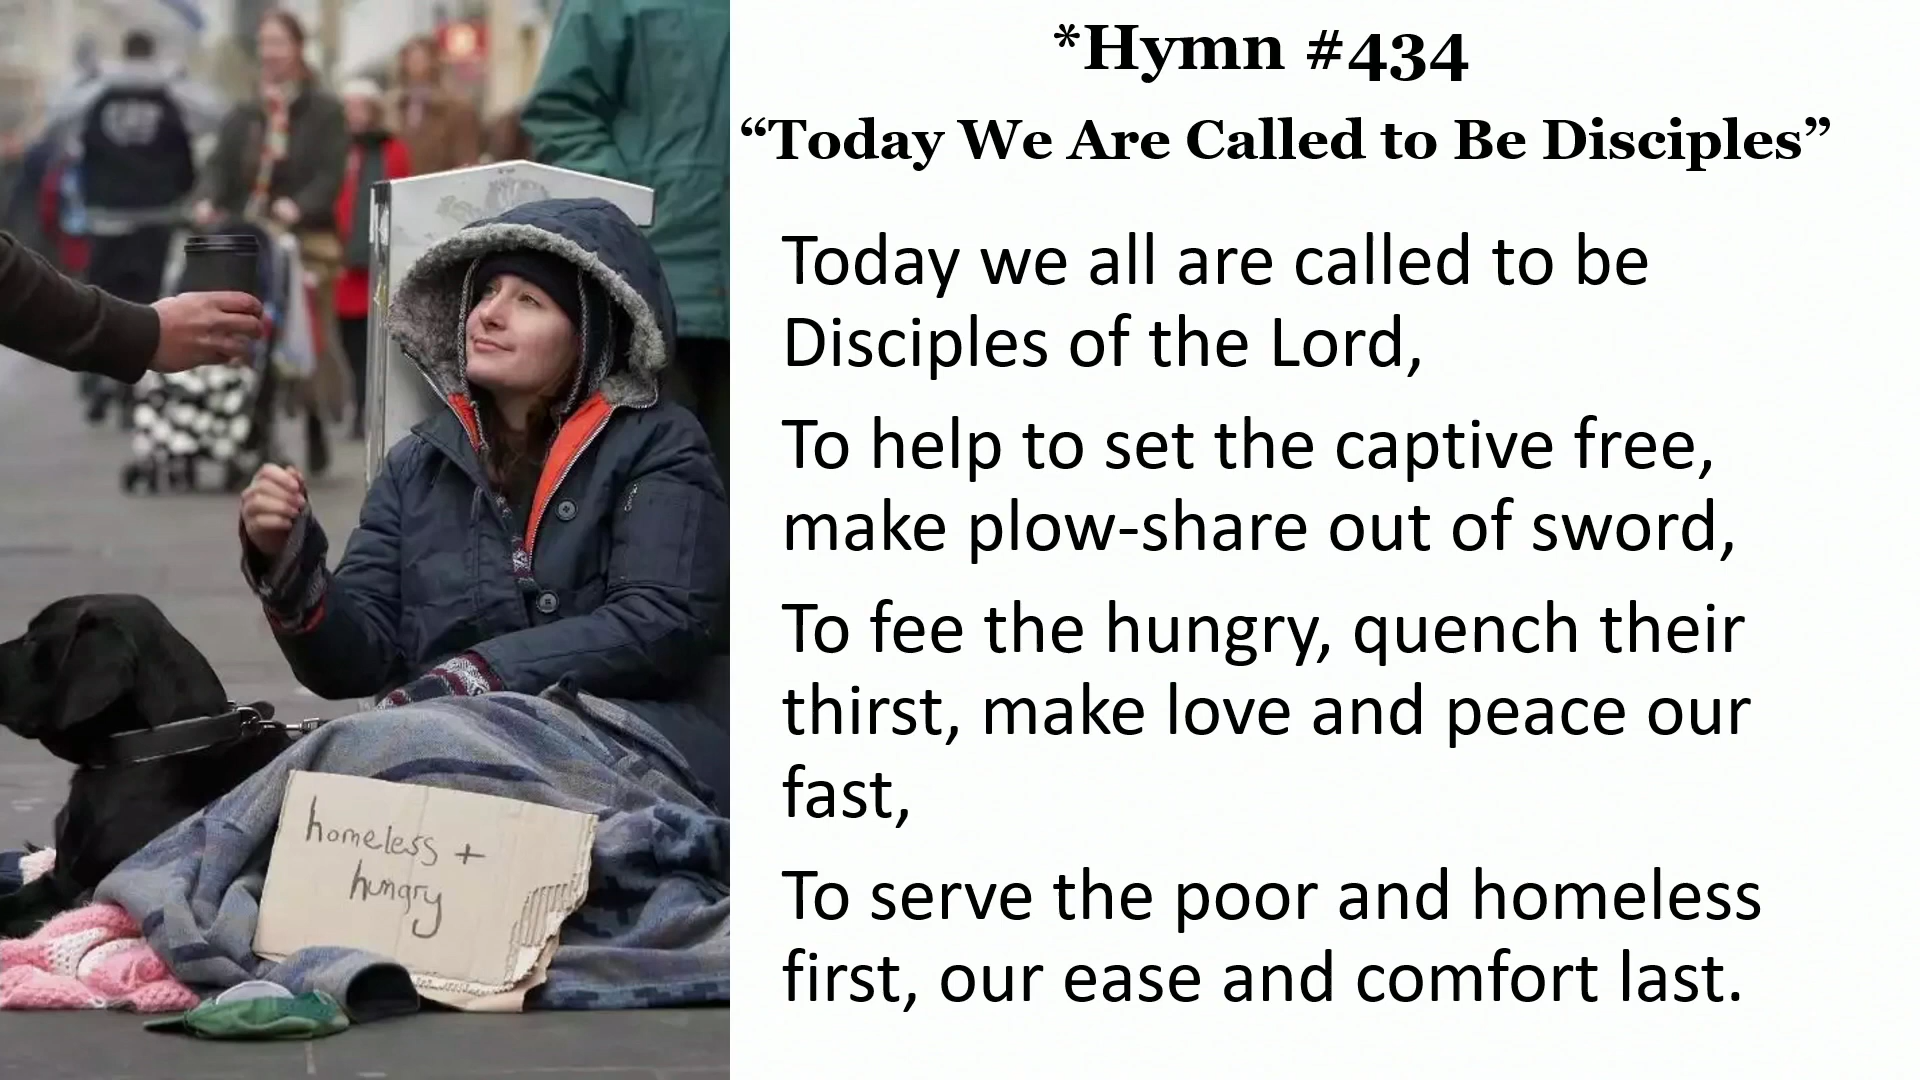 *Hymn #434
“Today We Are Called to Be Disciples”
Today we all are called to be
Disciples of the Lord,
To help to set the captive free,
make plow-share out of sword,
To fee the hungry, quench their
thirst, make love and peace our
fast,
To serve the poor and homeless
first, our ease and comfort last.
homeless +
hungry